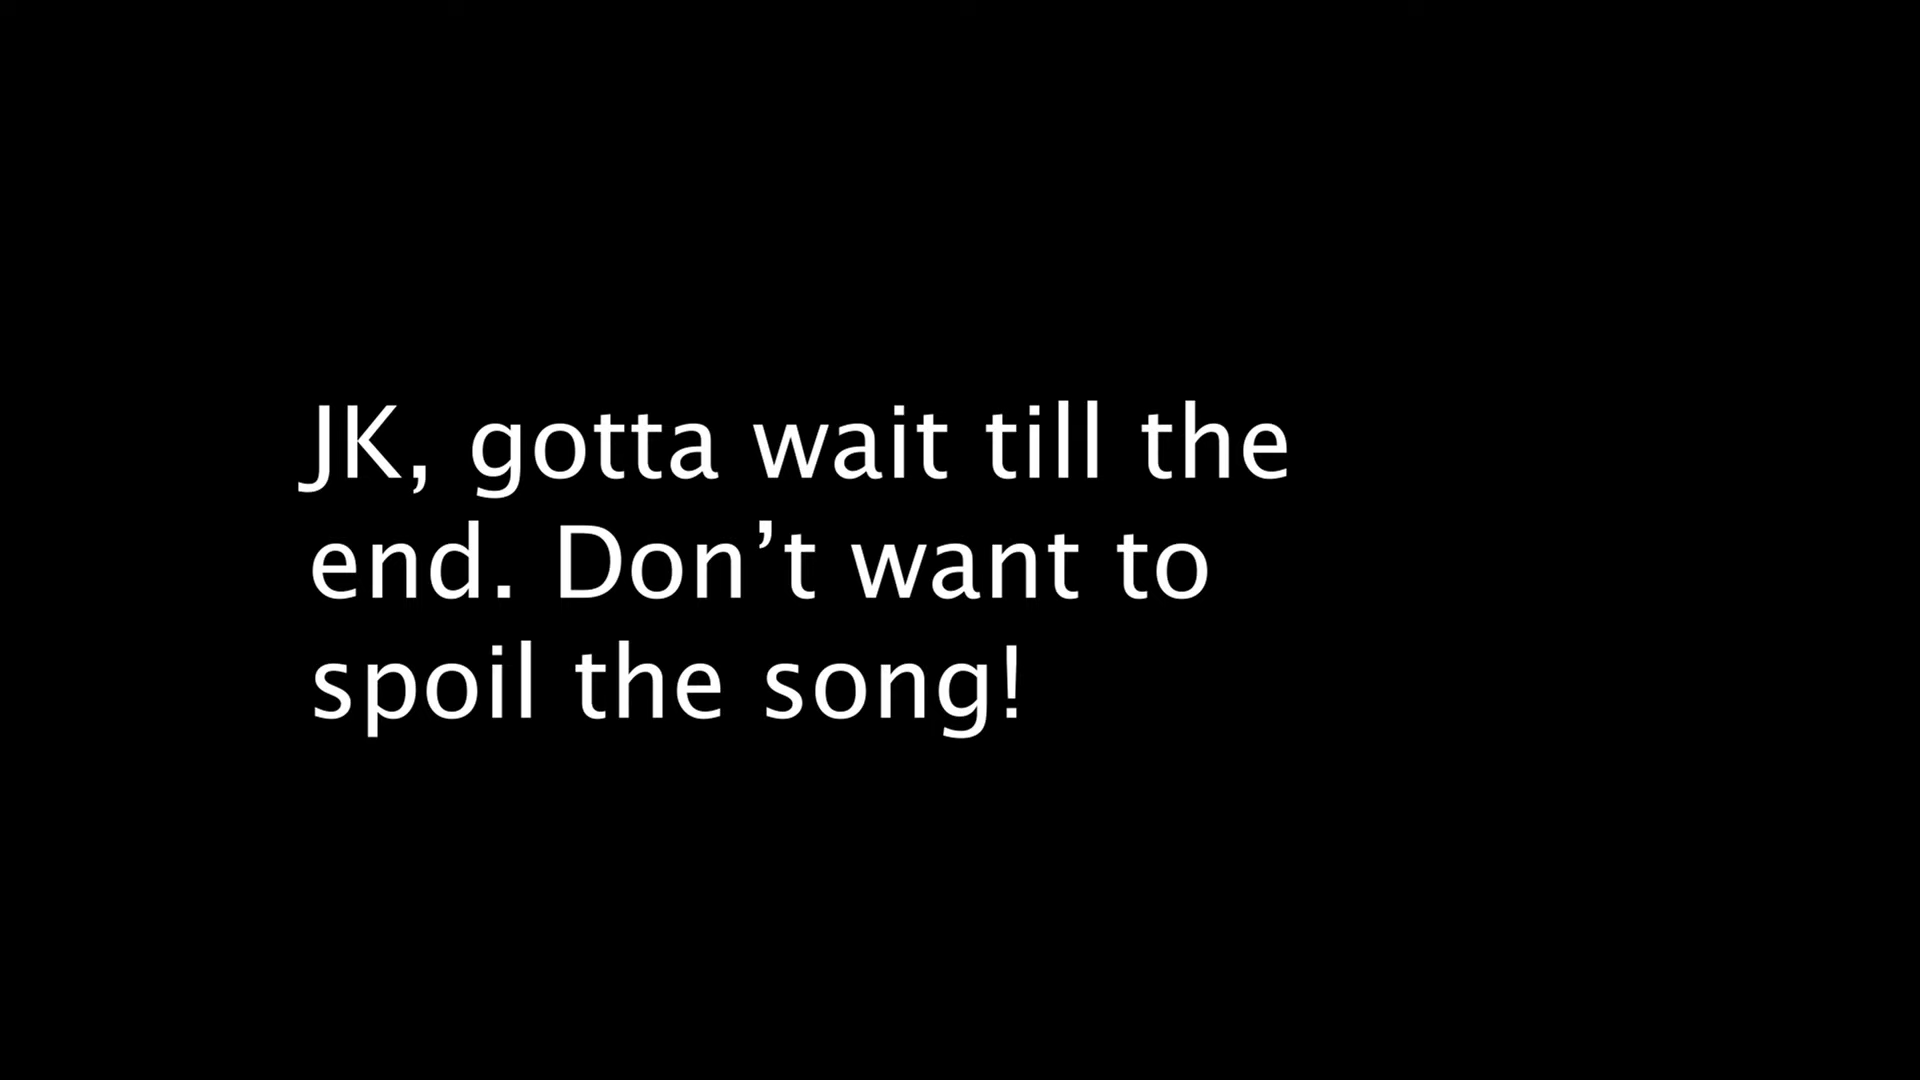 JK, gotta wait till the
end. Don’t want to
spoil the song!